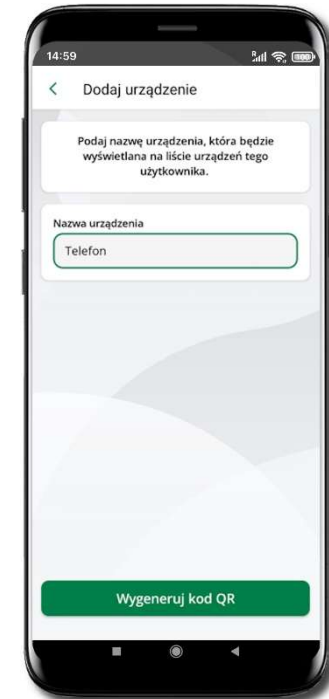 14:59
Dodaj urządzenie
Podaj nazwę urządzenia, która będzie
wyświetlana na liście urządzeń tego
użytkownika.
Nazwa urządzenia
Telefon
Wygeneruj kod QR